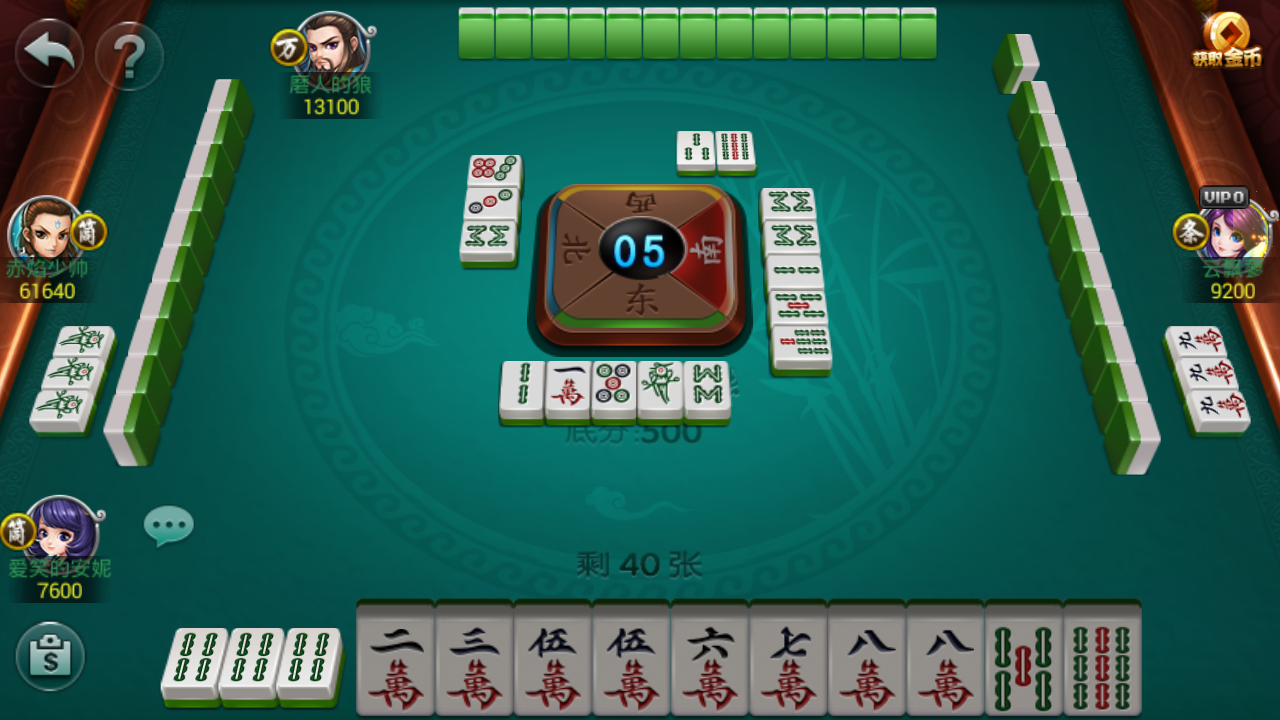 万
磨人的狼
13100
获取金币
VIP 0
筒
赤焰少帅
61640
条
9200
西
北
05
南
东
九萬
九萬
九萬
一萬
底分:500
剩 40 张
筒
爱笑的安妮
7600
$
二萬 三萬 伍萬 伍萬 六萬 七萬 八萬 八萬